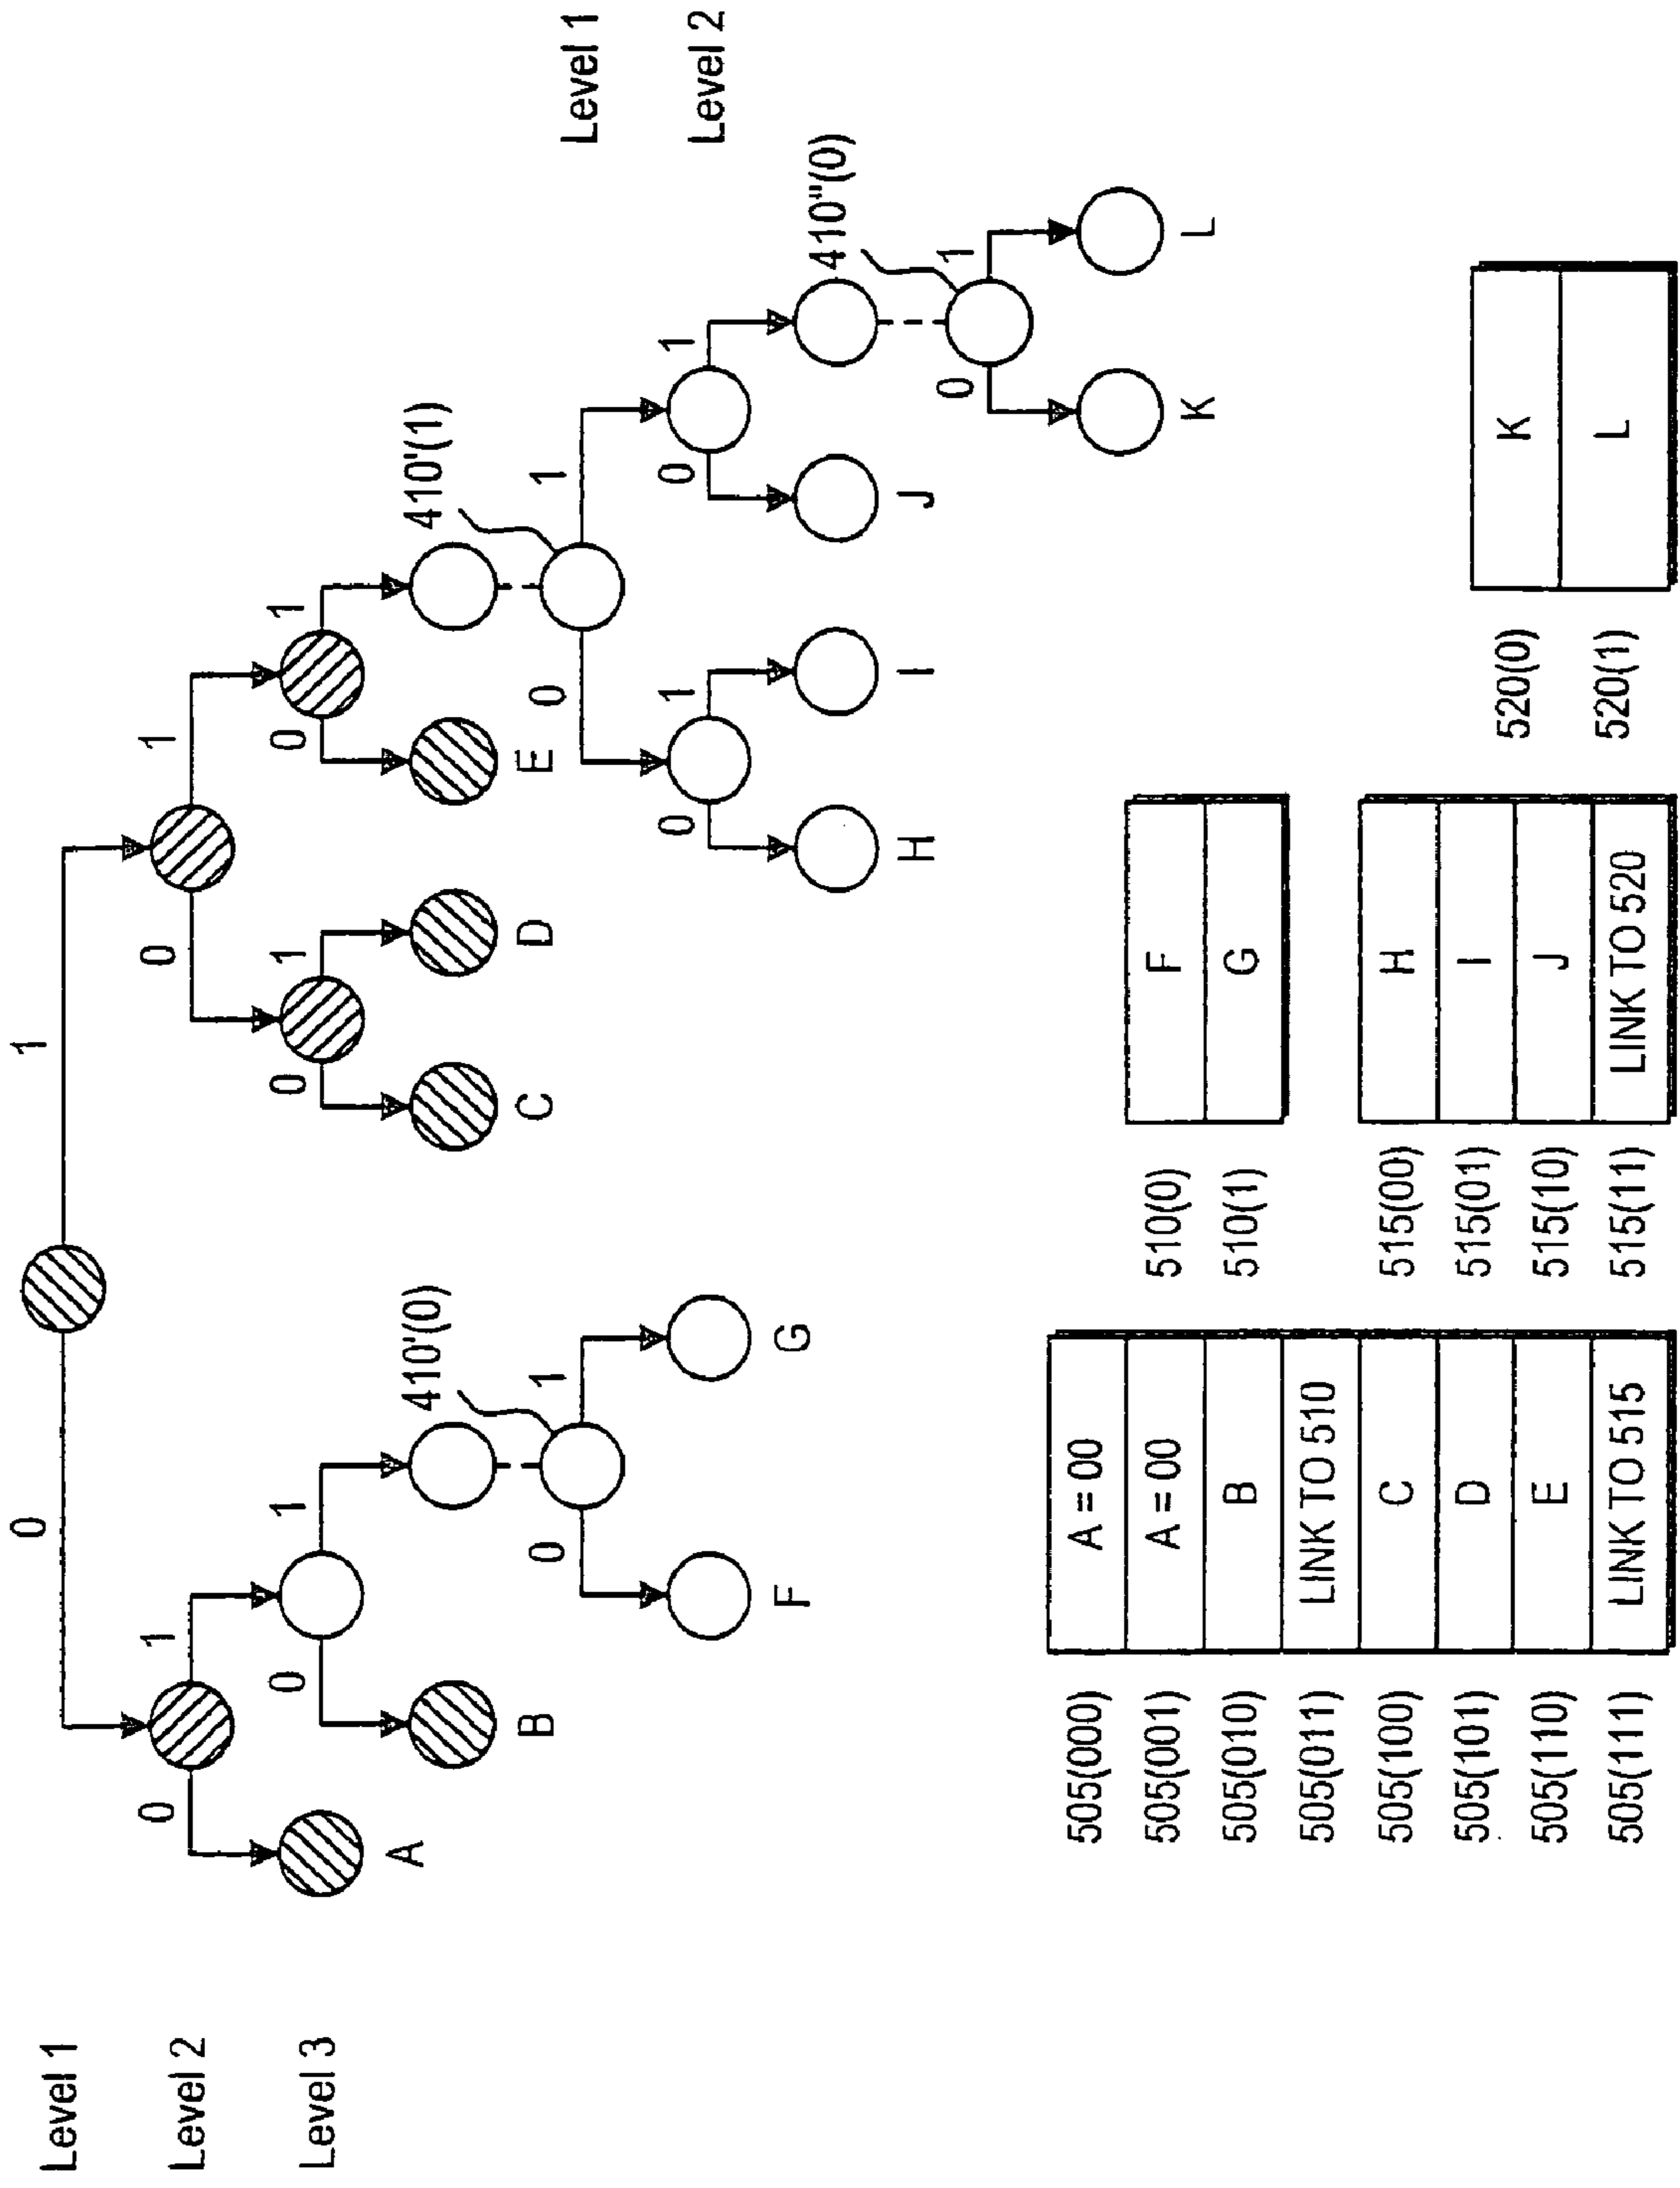 0
1
Level 1
0
1
0
1
Level 2
0
1
0
1
0
1
Level 3
A
410'(0)
410'(1)
B
C
D
E
0
1
0
1
Level 1
F
G
0
1
0
1
Level 2
H
I
J
410"(0)
0
1
K
L
505(000)
A = 00
505(001)
A = 00
505(010)
B
505(011)
LINK TO 510
505(100)
C
505(101)
D
505(110)
E
505(111)
LINK TO 515
510(0)
F
510(1)
G
515(00)
H
515(01)
I
515(10)
J
515(11)
LINK TO 520
520(0)
K
520(1)
L